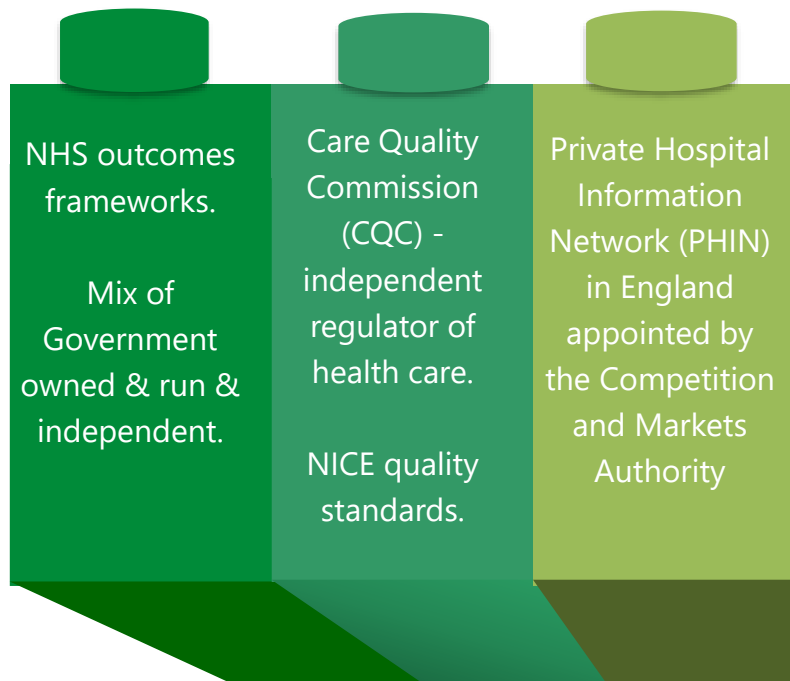 NHS outcomes
frameworks.
Mix of
Government
owned & run &
independent.
Care Quality
Commission
(CQC) -
independent
regulator of
health care.
NICE quality
standards.
Private Hospital
Information
Network (PHIN)
in England
appointed by
the Competition
and Markets
Authority